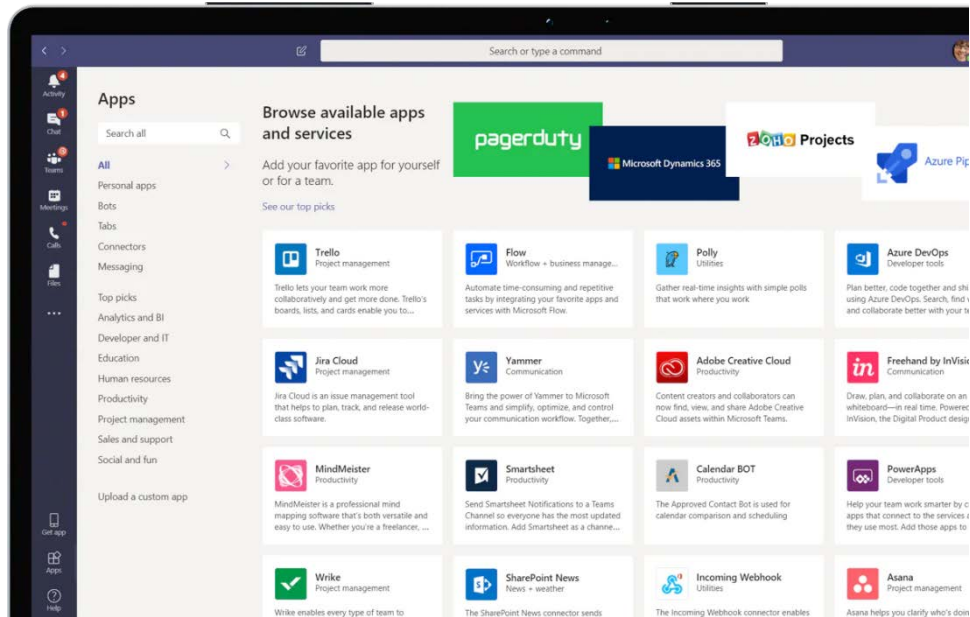 Search or type a command
4
Activity
1
Chat
3
Teams
Meetings
Calls
Files
Get app
Apps
Help
Apps
Search all
All
Personal apps
Bots
Tabs
Connectors
Messaging
Top picks
Analytics and BI
Developer and IT
Education
Human resources
Productivity
Project management
Sales and support
Social and fun
Upload a custom app
Browse available apps
and services
Add your favorite app for yourself
or for a team.
See our top picks
pagerduty
Microsoft Dynamics 365
ZOHO Projects
Azure Pip
Trello
Project management
Trello lets your team work more
collaboratively and get more done. Trello's
boards, lists, and cards enable you to...
Flow
Workflow + business manage...
Automate time-consuming and repetitive
tasks by integrating your favorite apps and
services with Microsoft Flow.
Polly
Utilities
Gather real-time insights with simple polls
that work where you work
Azure DevOps
Developer tools
Plan better, code together and shi
using Azure DevOps. Search, find
and collaborate better with your te
Jira Cloud
Project management
Jira Cloud is an issue management tool
that helps to plan, track, and release world-
class software.
Yammer
Communication
Bring the power of Yammer to Microsoft
Teams and simplify, optimize, and control
your communication workflow. Together,...
Adobe Creative Cloud
Productivity
Content creators and collaborators can
now find, view, and share Adobe Creative
Cloud assets within Microsoft Teams.
in
Freehand by InVisio
Communication
Draw, plan, and collaborate on an
whiteboard—in real time. Powered
InVision, the Digital Product desig
MindMeister
Productivity
MindMeister is a professional mind
mapping software that's both versatile and
easy to use. Whether you're a freelancer, ...
Smartsheet
Productivity
Send Smartsheet Notifications to a Teams
Channel so everyone has the most updated
information. Add Smartsheet as a channe...
Calendar BOT
Productivity
The Approved Contact Bot is used for
calendar comparison and scheduling
PowerApps
Developer tools
Help your team work smarter by c
apps that connect to the services a
they use most. Add those apps to
Wrike
Project management
Wrike enables every type of team to
SharePoint News
News + weather
The SharePoint News connector sends
Incoming Webhook
Utilities
The Incoming Webhook connector enables
Asana
Project management
Asana helps you clarify who's doin